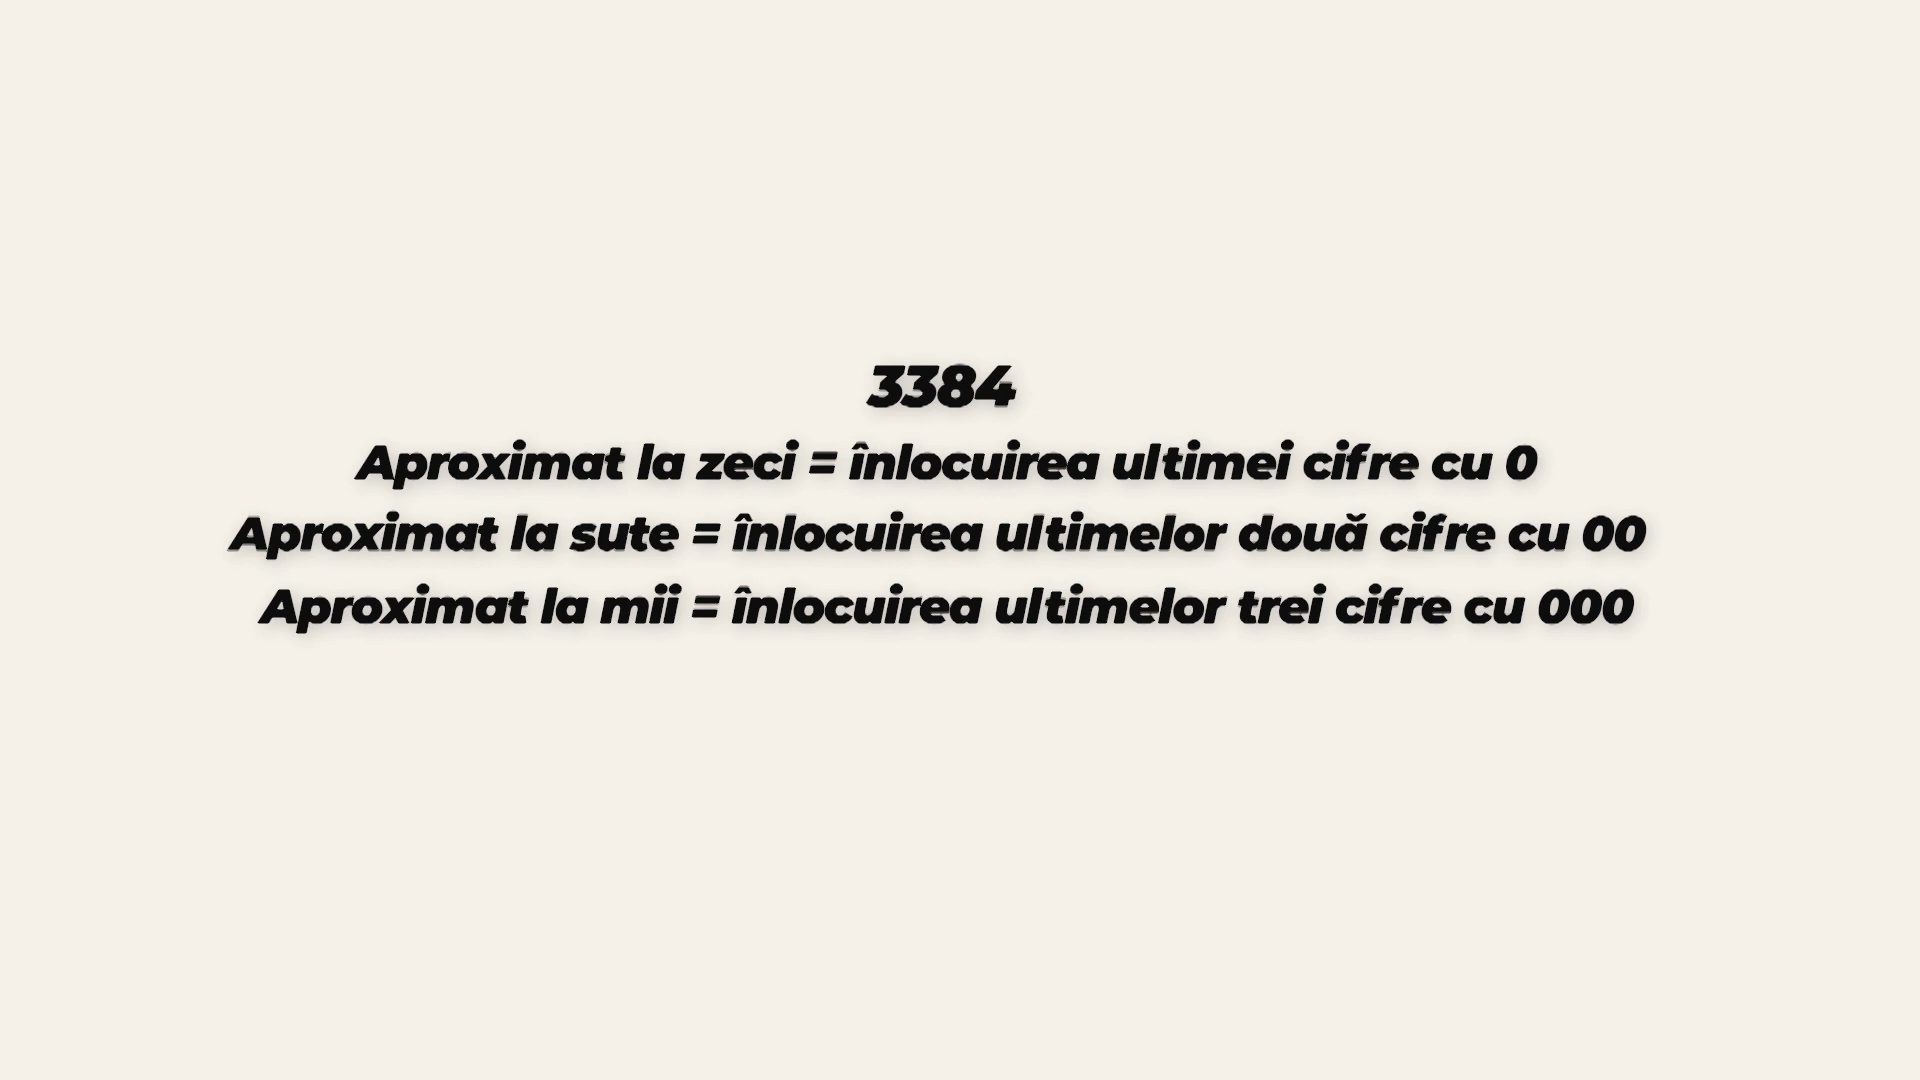 3384
Aproximat la zeci = înlocuirea ultimei cifre cu 0
Aproximat la sute = înlocuirea ultimelor două cifre cu 00
Aproximat la mii = înlocuirea ultimelor trei cifre cu 000